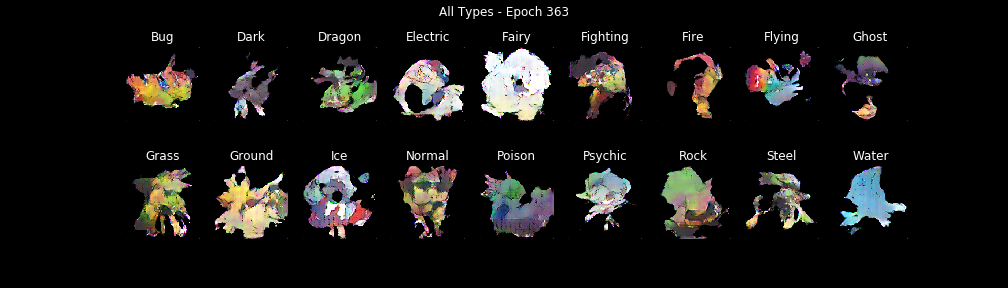 All Types - Epoch 363
Bug Dark Dragon Electric Fairy Fighting Fire Flying Ghost
Grass Ground Ice Normal Poison Psychic Rock Steel Water